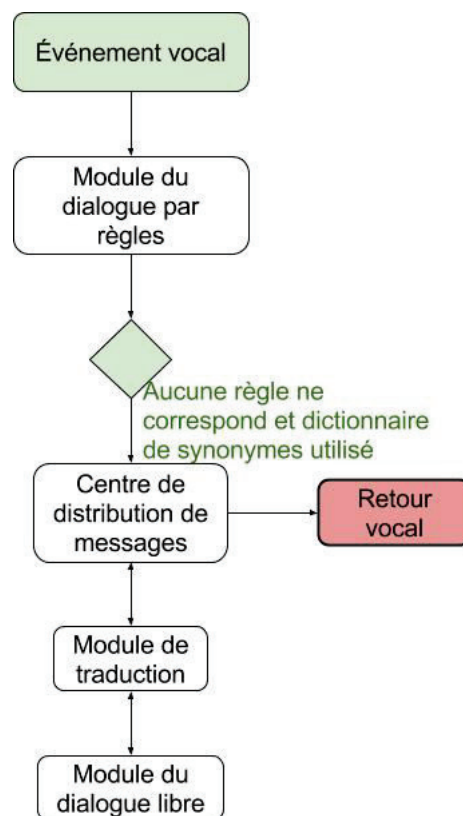 Événement vocal
Module du
dialogue par
règles
Aucune règle ne
correspond et dictionnaire
de synonymes utilisé
Centre de
distribution de
messages
Retour
vocal
Module de
traduction
Module du
dialogue libre